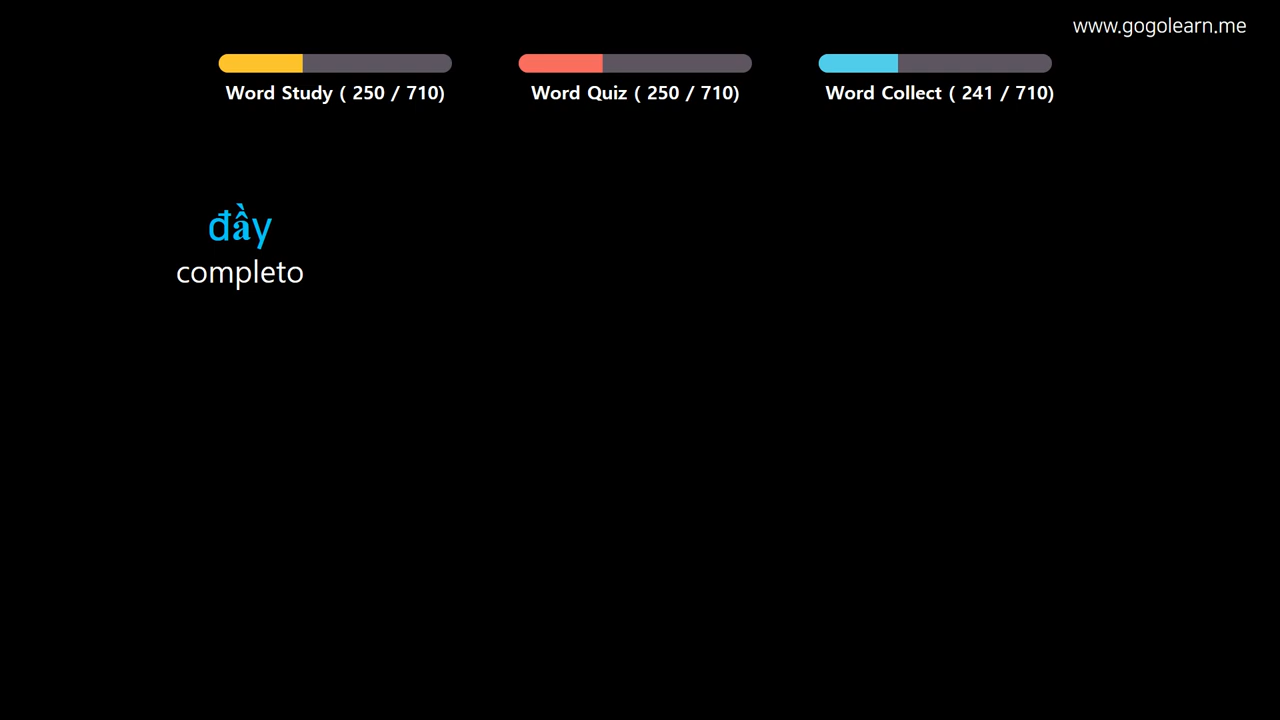 www.gogolearn.me
Word Study ( 250 / 710)
Word Quiz ( 250 / 710)
Word Collect ( 241 / 710)
đầy
completo